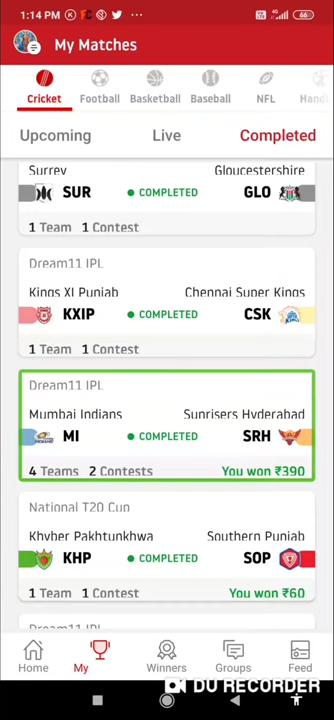 1:14 PM
66
My Matches
Cricket Football Basketball Baseball NFL Hand
Upcoming Live Completed
Surrey Gloucestershire
SUR COMPLETED GLO
1 Team 1 Contest
Dream11 IPL
Kings XI Punjab Chennai Super Kings
KXIP COMPLETED CSK
1 Team 1 Contest
Dream11 IPL
Mumbai Indians Sunrisers Hyderabad
MI COMPLETED SRH
4 Teams 2 Contests You won ₹390
National T20 Cup
Khyber Pakhtunkhwa Southern Punjab
KHP COMPLETED SOP
1 Team 1 Contest You won ₹60
Dream11 IPL
Home My Winners Groups Feed
DU RECORDER